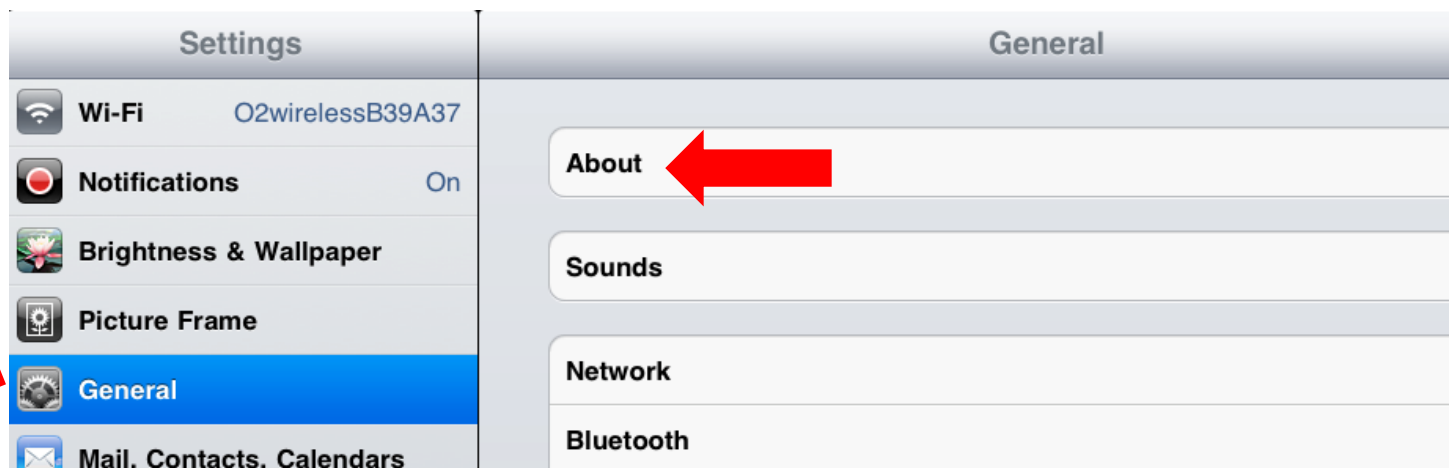 Settings
Wi-Fi O2wirelessB39A37
Notifications On
Brightness & Wallpaper
Picture Frame
General
Mail, Contacts, Calendars
General
About
Sounds
Network
Bluetooth